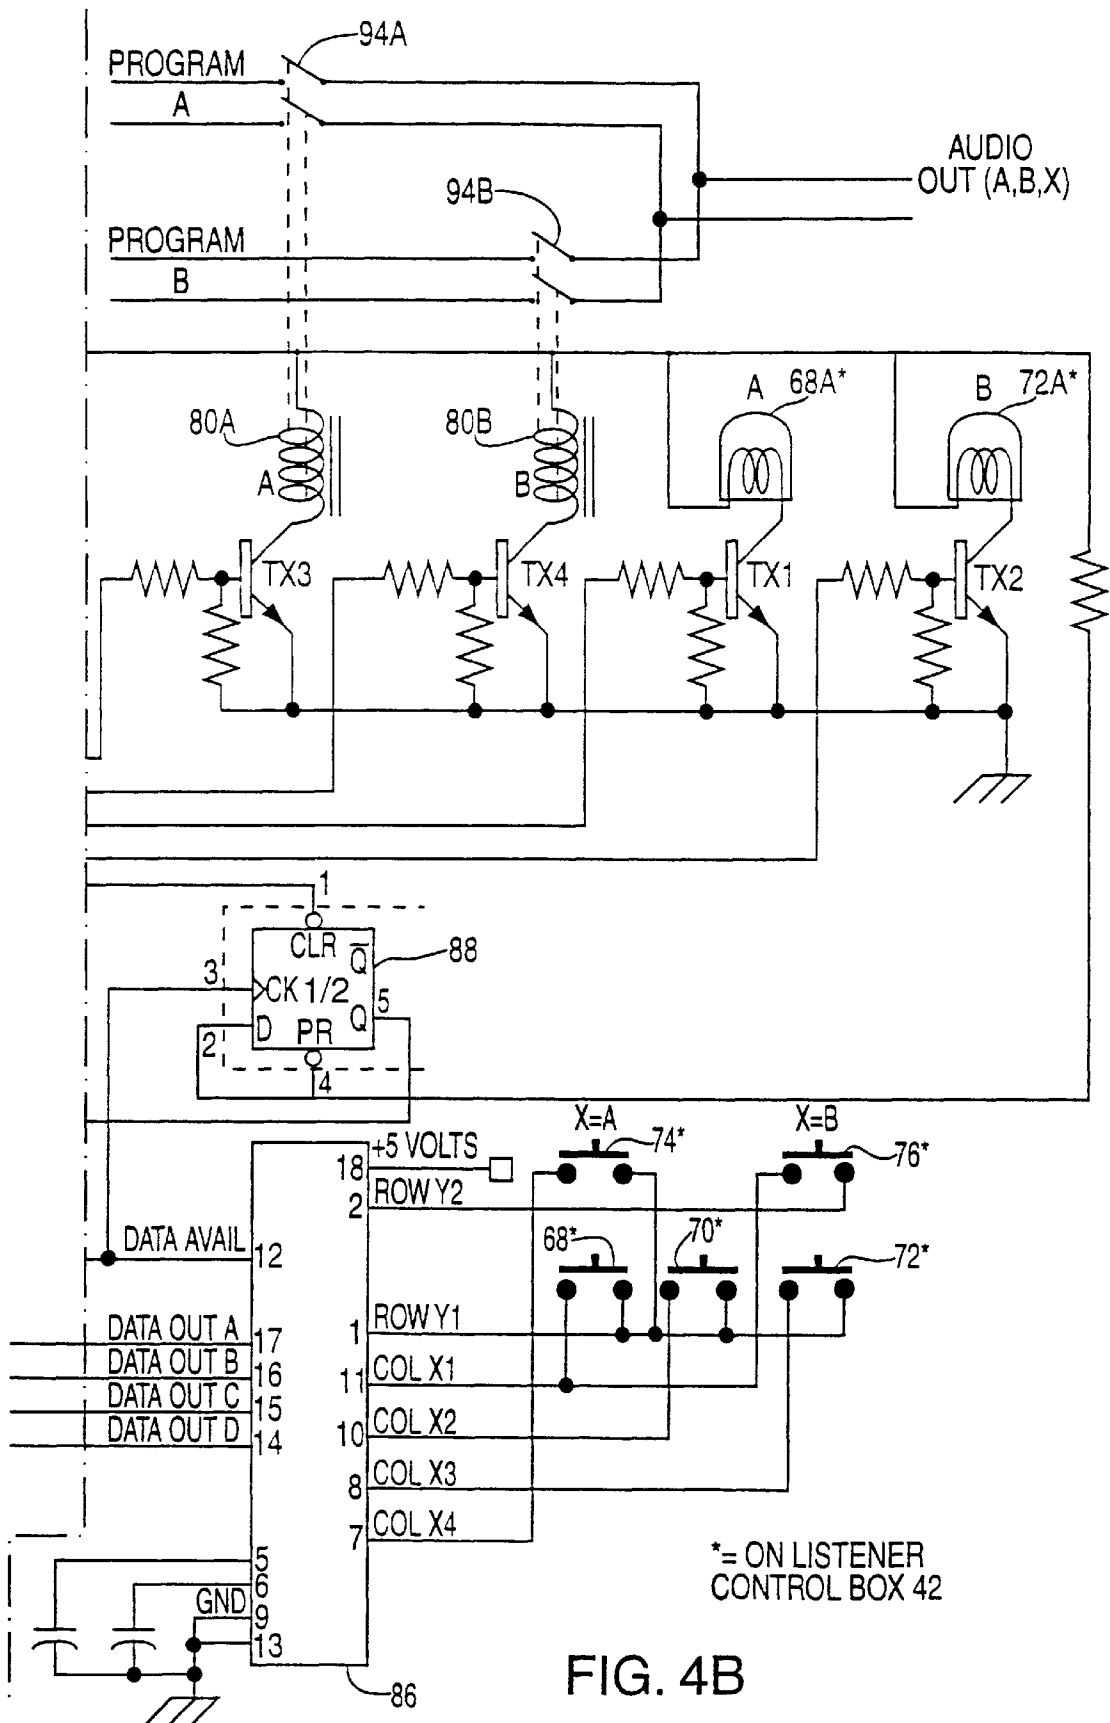 94A
PROGRAM
A
AUDIO
OUT (A,B,X)
94B
PROGRAM
B
A
68A*
B
72A*
80A
80B
A
B
TX3
TX4
TX1
TX2
1
CLR
Q̅
88
3
CK 1/2
5
D
PR
Q
2
4
X=A
X=B
+5 VOLTS
74*
76*
18
ROW Y2
2
DATA AVAIL
12
68*
70*
72*
ROW Y1
1
DATA OUT A
17
DATA OUT B
16
COL X1
11
DATA OUT C
15
DATA OUT D
14
COL X2
10
COL X3
8
COL X4
7
*= ON LISTENER
CONTROL BOX 42
5
6
GND
9
13
86
FIG. 4B